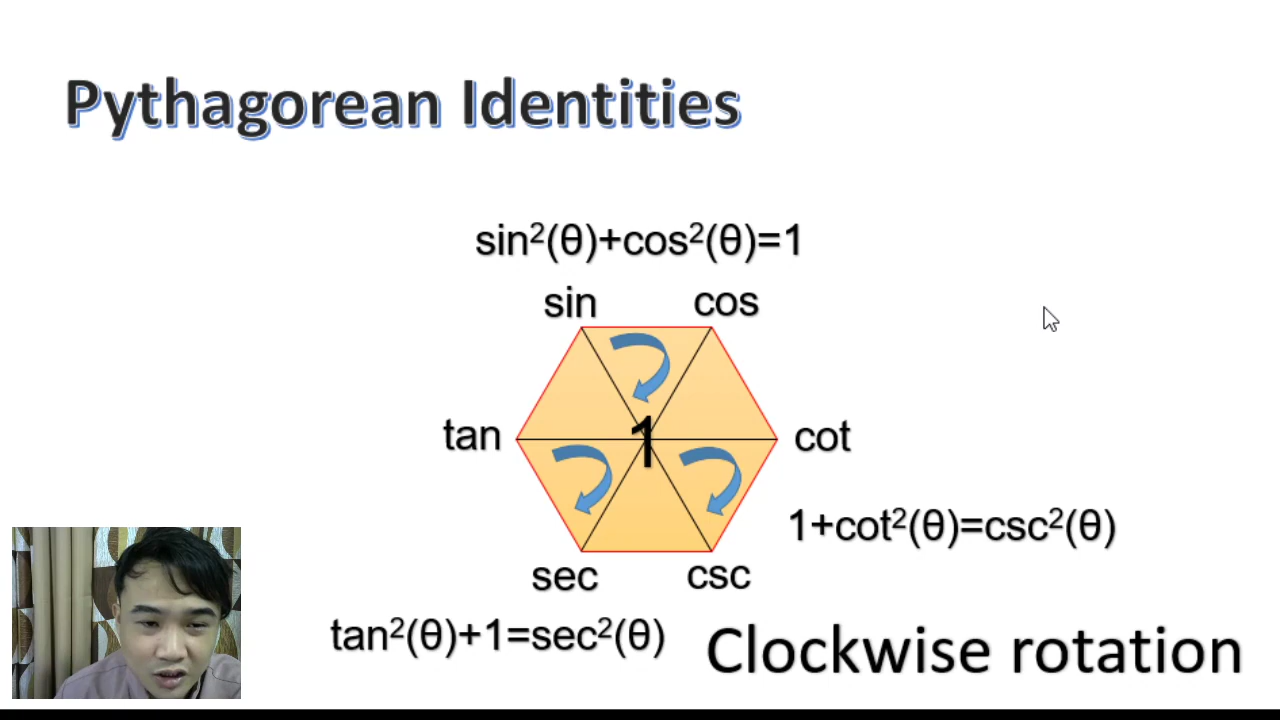 Pythagorean Identities
sin²(θ)+cos²(θ)=1
sin cos
tan 1 cot
1+cot²(θ)=csc²(θ)
sec csc
tan²(θ)+1=sec²(θ)
Clockwise rotation